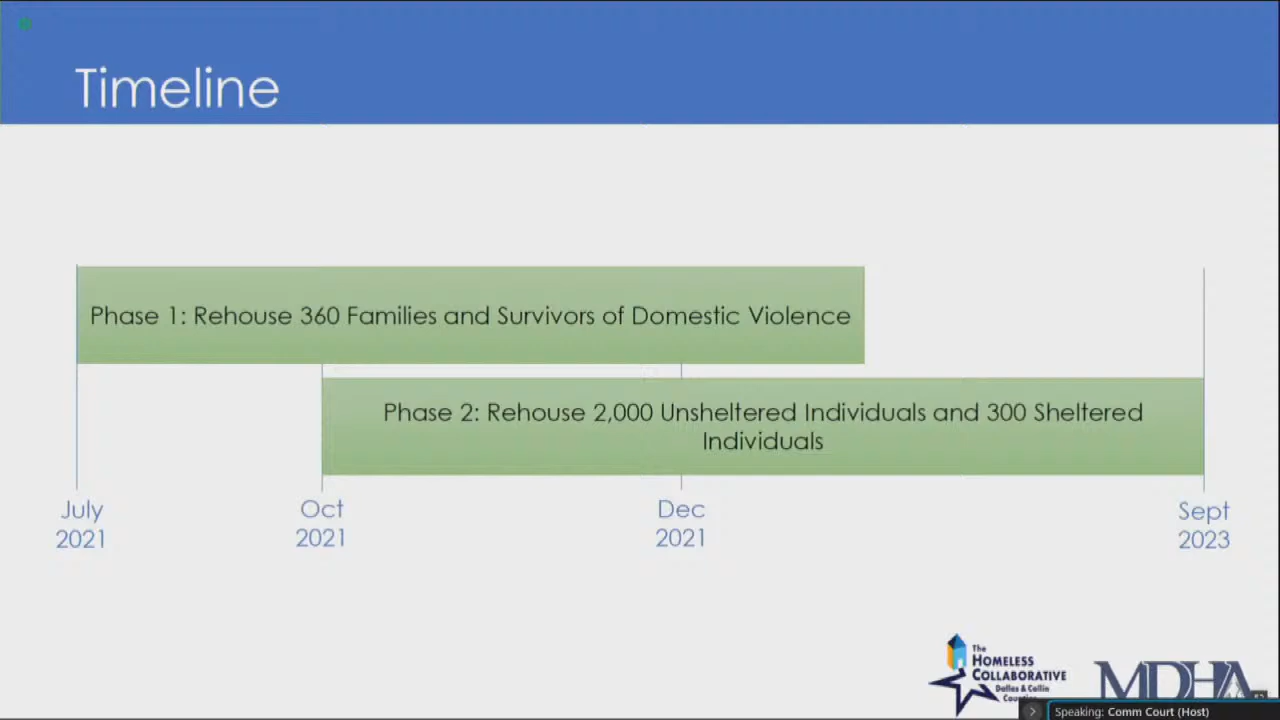 Timeline
Phase 1: Rehouse 360 Families and Survivors of Domestic Violence
Phase 2: Rehouse 2,000 Unsheltered Individuals and 300 Sheltered
Individuals
July
2021
Oct
2021
Dec
2021
Sept
2023
The
HOMELESS
COLLABORATIVE
Dallas & Collin
MDHA
Speaking: Comm Court (Host)